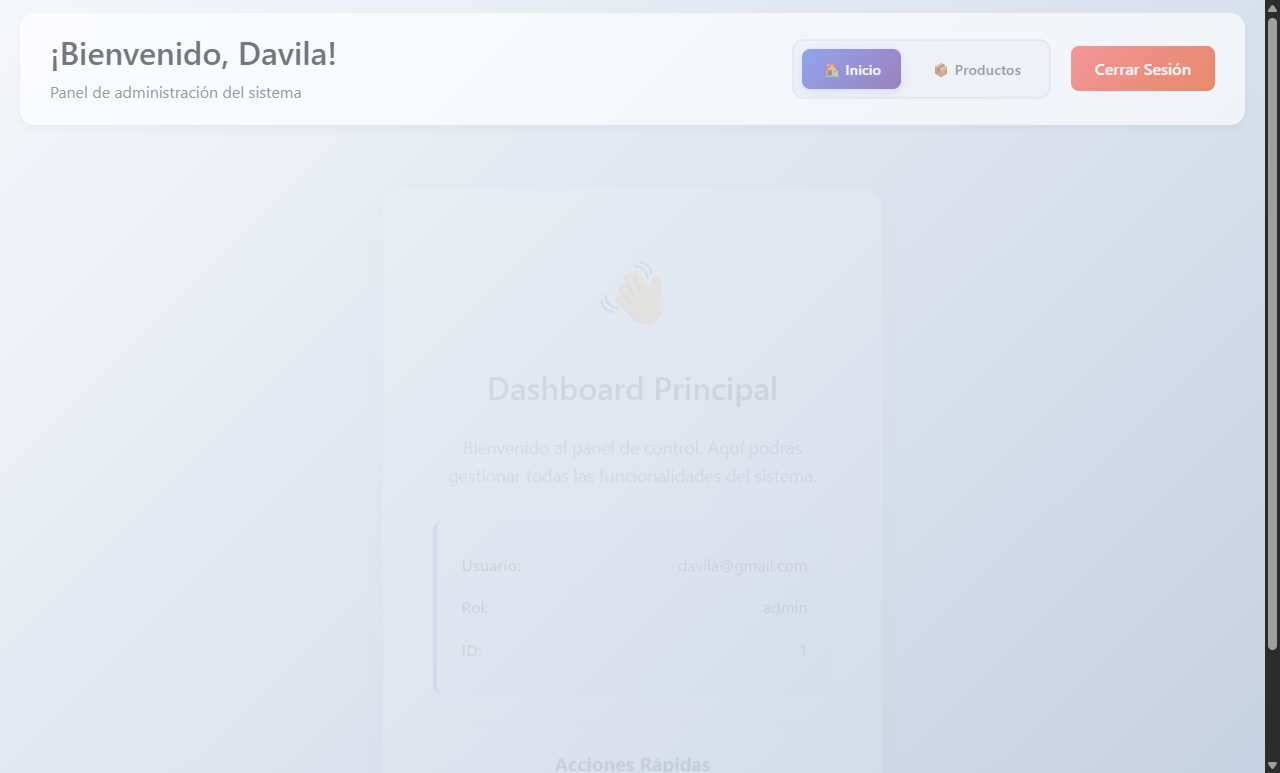 ¡Bienvenido, Davila!
Panel de administración del sistema
Inicio
Productos
Cerrar Sesión
Dashboard Principal
Bienvenido al panel de control. Aquí podrás
gestionar todas las funcionalidades del sistema.
Usuario: davila@gmail.com
Rol: admin
ID: 1
Acciones Rápidas